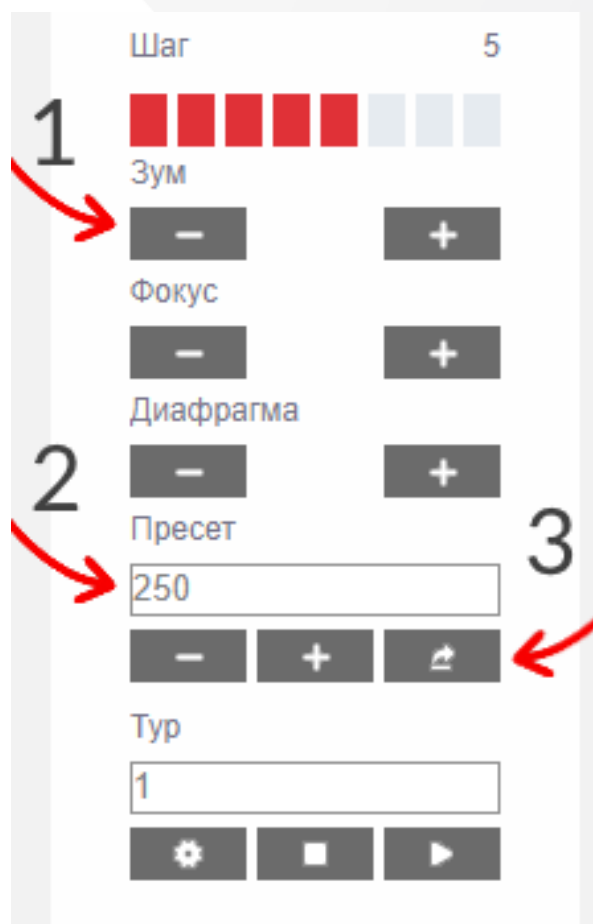 Шаг 5
1
Зум
− +
Фокус
− +
Диафрагма
− +
2
Пресет
3
250
− +
Тур
1